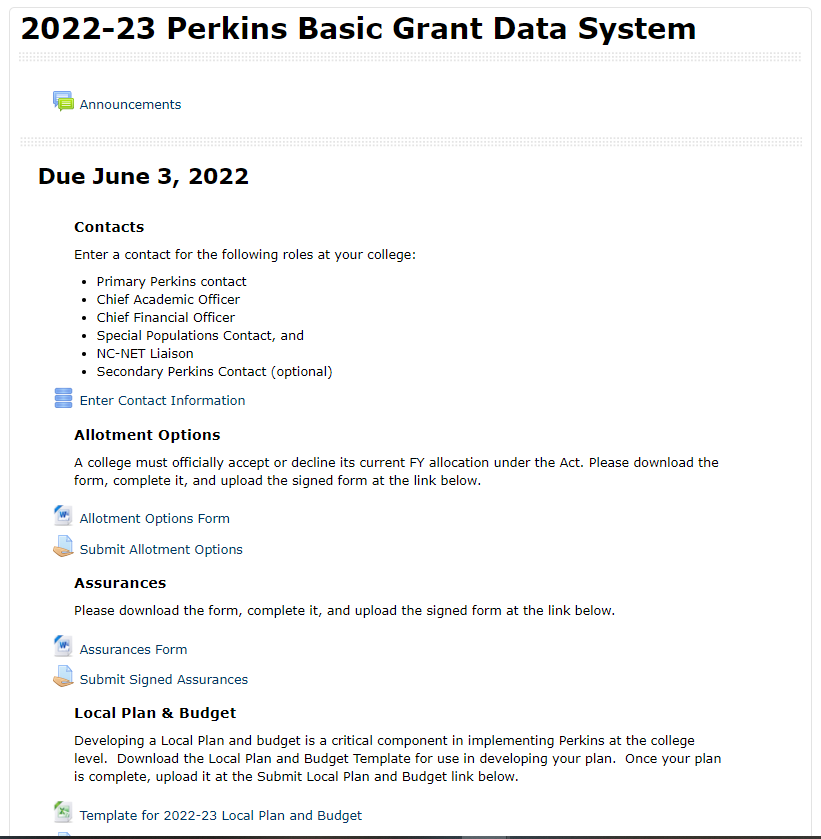 2022-23 Perkins Basic Grant Data System
Announcements
Due June 3, 2022
Contacts
Enter a contact for the following roles at your college:
• Primary Perkins contact
• Chief Academic Officer
• Chief Financial Officer
• Special Populations Contact, and
• NC-NET Liaison
• Secondary Perkins Contact (optional)
Enter Contact Information
Allotment Options
A college must officially accept or decline its current FY allocation under the Act. Please download the
form, complete it, and upload the signed form at the link below.
Allotment Options Form
Submit Allotment Options
Assurances
Please download the form, complete it, and upload the signed form at the link below.
Assurances Form
Submit Signed Assurances
Local Plan & Budget
Developing a Local Plan and budget is a critical component in implementing Perkins at the college
level.  Download the Local Plan and Budget Template for use in developing your plan.  Once your plan
is complete, upload it at the Submit Local Plan and Budget link below.
Template for 2022-23 Local Plan and Budget